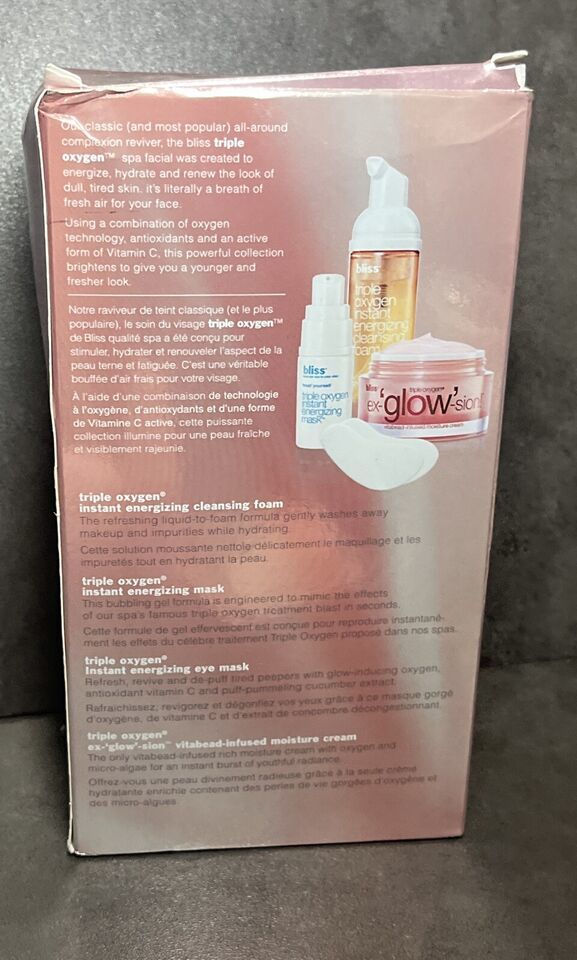 Our classic (and most popular) all-around
complexion reviver, the bliss triple
oxygen™ spa facial was created to
energize, hydrate and renew the look of
dull, tired skin. it's literally a breath of
fresh air for your face.
Using a combination of oxygen
technology, antioxidants and an active
form of Vitamin C, this powerful collection
brightens to give you a younger and
fresher look.
Notre raviveur de teint classique (et le plus
populaire), le soin du visage triple oxygen™
de Bliss qualité spa a été conçu pour
stimuler, hydrater et renouveler l'aspect de la
peau terne et fatiguée. C'est une véritable
bouffée d'air frais pour votre visage.
À l'aide d'une combinaison de technologie
à l'oxygène, d'antioxydants et d'une forme
de Vitamine C active, cette puissante
collection illumine pour une peau fraîche
et visiblement rajeunie.
bliss
triple
oxygen
instant
energizing
cleansing
foam
bliss
triple oxygen
instant
energizing
mask
bliss triple oxygen
ex-'glow'-sion
vitabead-infused moisture cream
triple oxygen®
instant energizing cleansing foam
The refreshing liquid-to-foam formula gently washes away
makeup and impurities while hydrating.
Cette solution moussante nettoie délicatement le maquillage et les
impuretés tout en hydratant la peau.
triple oxygen®
instant energizing mask
This bubbling gel formula is engineered to mimic the effects
of our spa's famous triple oxygen treatment blast in seconds.
Cette formule de gel effervescent est conçue pour reproduire instantané-
ment les effets du célèbre traitement Triple Oxygen proposé dans nos spas.
triple oxygen®
Instant energizing eye mask
Refresh, revive and de-puff tired peepers with glow-inducing oxygen,
antioxidant vitamin C and puff-pummeling cucumber extract.
Rafraîchissez, revigorez et dégonflez vos yeux grâce à ce masque gorgé
d'oxygène, de vitamine C et d'extrait de concombre décongestionnant.
triple oxygen®
ex-'glow'-sion™ vitabead-infused moisture cream
The only vitabead-infused rich moisture cream with oxygen and
micro-algae for an instant burst of youthful radiance.
Offrez-vous une peau divinement radieuse grâce à la seule crème
hydratante enrichie contenant des perles de vie gorgées d'oxygène et
des micro-algues.